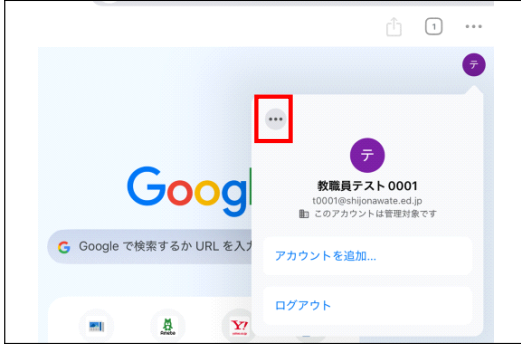 1
テ
テ
教職員テスト 0001
t0001@shijonawate.ed.jp
このアカウントは管理対象です
Goog
G Google で検索するか URL を入
アカウントを追加...
ログアウト
Ameba
Y!